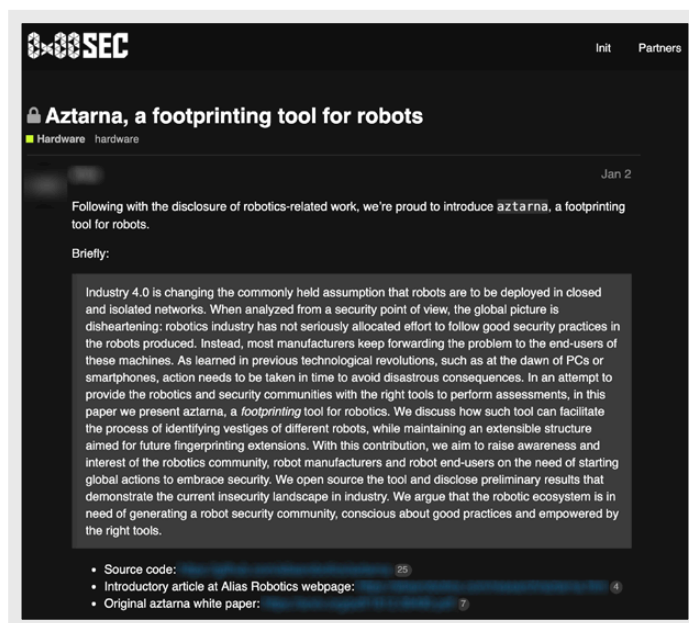 0x00SEC
Init Partners
Aztarna, a footprinting tool for robots
Hardware hardware
Jan 2
Following with the disclosure of robotics-related work, we're proud to introduce aztarna, a footprinting
tool for robots.
Briefly:
Industry 4.0 is changing the commonly held assumption that robots are to be deployed in closed
and isolated networks. When analyzed from a security point of view, the global picture is
disheartening: robotics industry has not seriously allocated effort to follow good security practices in
the robots produced. Instead, most manufacturers keep forwarding the problem to the end-users of
these machines. As learned in previous technological revolutions, such as at the dawn of PCs or
smartphones, action needs to be taken in time to avoid disastrous consequences. In an attempt to
provide the robotics and security communities with the right tools to perform assessments, in this
paper we present aztarna, a footprinting tool for robotics. We discuss how such tool can facilitate
the process of identifying vestiges of different robots, while maintaining an extensible structure
aimed for future fingerprinting extensions. With this contribution, we aim to raise awareness and
interest of the robotics community, robot manufacturers and robot end-users on the need of starting
global actions to embrace security. We open source the tool and disclose preliminary results that
demonstrate the current insecurity landscape in industry. We argue that the robotic ecosystem is in
need of generating a robot security community, conscious about good practices and empowered by
the right tools.
• Source code: 25
• Introductory article at Alias Robotics webpage: 4
• Original aztarna white paper: 7